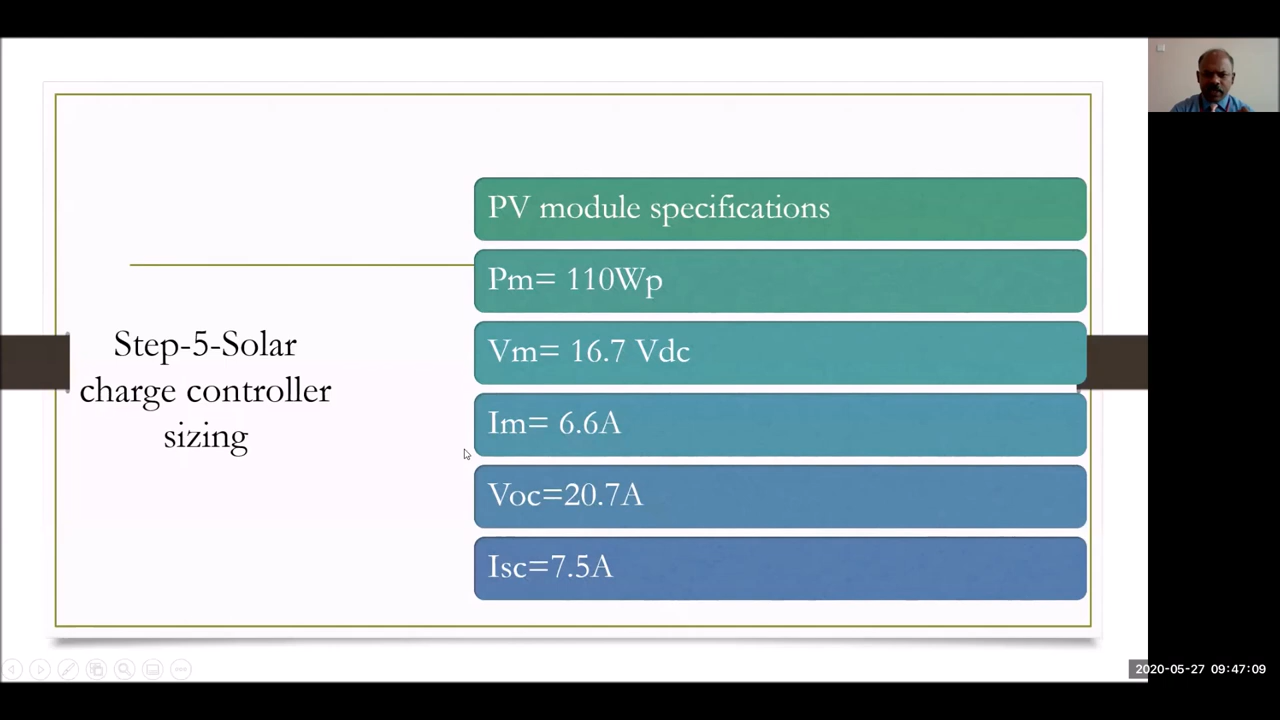 Step-5-Solar
charge controller
sizing
PV module specifications
Pm= 110Wp
Vm= 16.7 Vdc
Im= 6.6A
Voc=20.7A
Isc=7.5A
2020-05-27 09:47:09